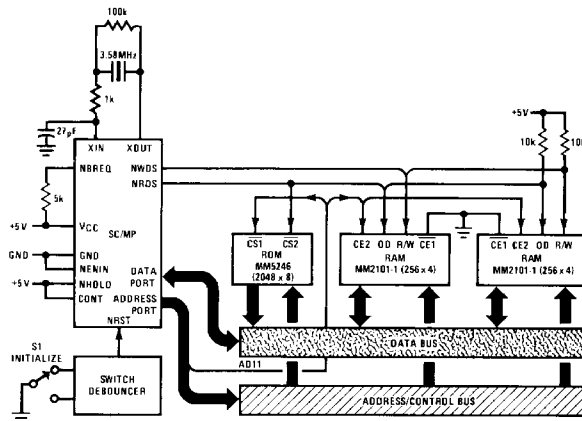 100k
3.58MHz
1k
27pF
XIN XOUT
NBREQ NWDS
NRDS
5k
+5V
VCC
SC/MP
GND
GND
NENIN
+5V
NHOLD
CONT
DATA PORT
ADDRESS PORT
NRST
S1
INITIALIZE
SWITCH
DEBOUNCER
+5V
10k
CS1 CS2
ROM
MM5246
(2048 x 8)
CE2 OD R/W CE1
RAM
MM2101-1 (256 x 4)
CE1 CE2 OD R/W
RAM
MM2101-1 (256 x 4)
DATA BUS
AD11
ADDRESS/CONTROL BUS